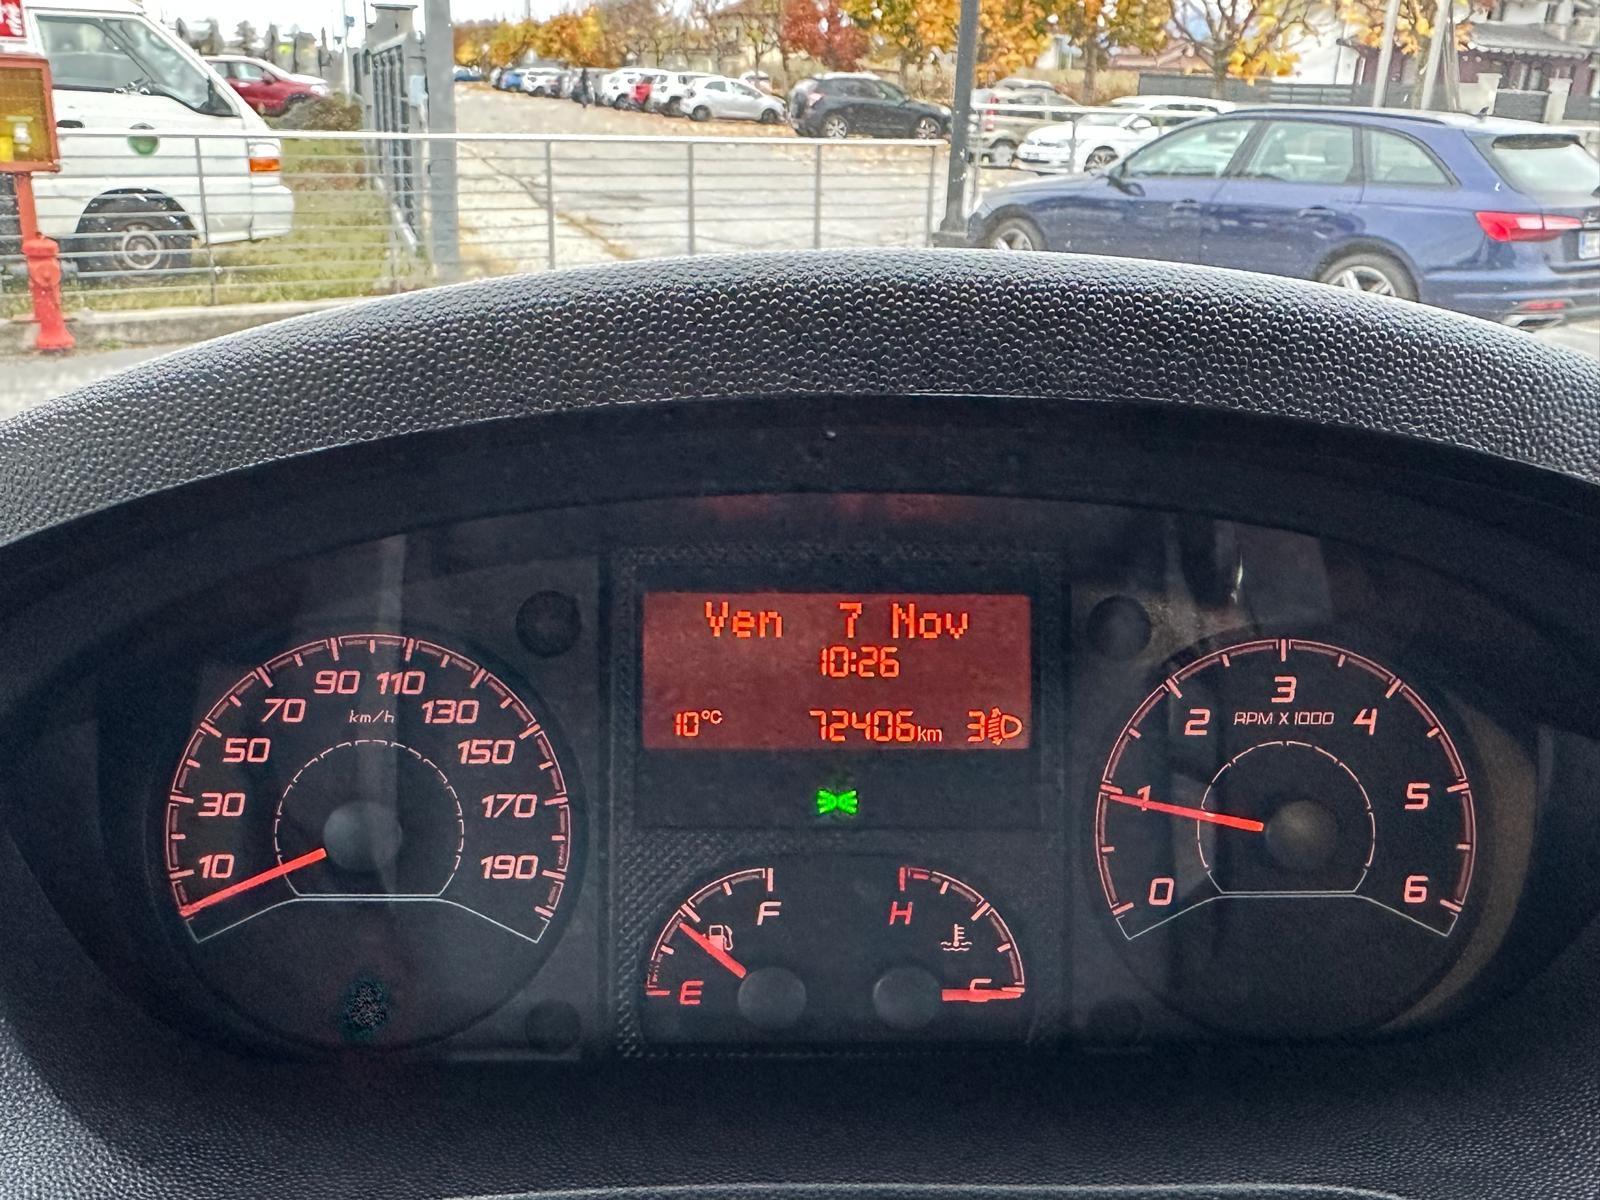 Ven 7 Nov
10:26
10°C 72406km 3
10 30 50 70 90 110 130 150 170 190
km/h
0 1 2 3 4 5 6
RPM X 1000
E F
H C